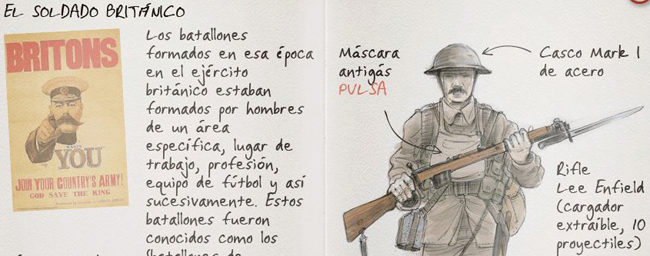 EL SOLDADO BRITÁNICO
BRITONS
YOU
JOIN YOUR COUNTRY'S ARMY!
GOD SAVE THE KING
Los batallones
formados en esa época
en el ejército
británico estaban
formados por hombres
de un área
específica, lugar de
trabajo, profesión,
equipo de fútbol y así
sucesivamente. Estos
batallones fueron
conocidos como los
Máscara
antigás
PULSA
Casco Mark 1
de acero
Rifle
Lee Enfield
(cargador
extraíble, 10
proyectiles)